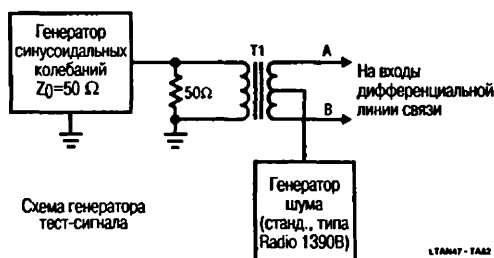 Генератор
синусоидальных
колебаний
Z0=50 Ω
50Ω
T1
A
B
На входы
дифференциальной
линии связи
Генератор
шума
(станд., типа
Radio 1390B)
Схема генератора
тест-сигнала
LTAN47 - TA42